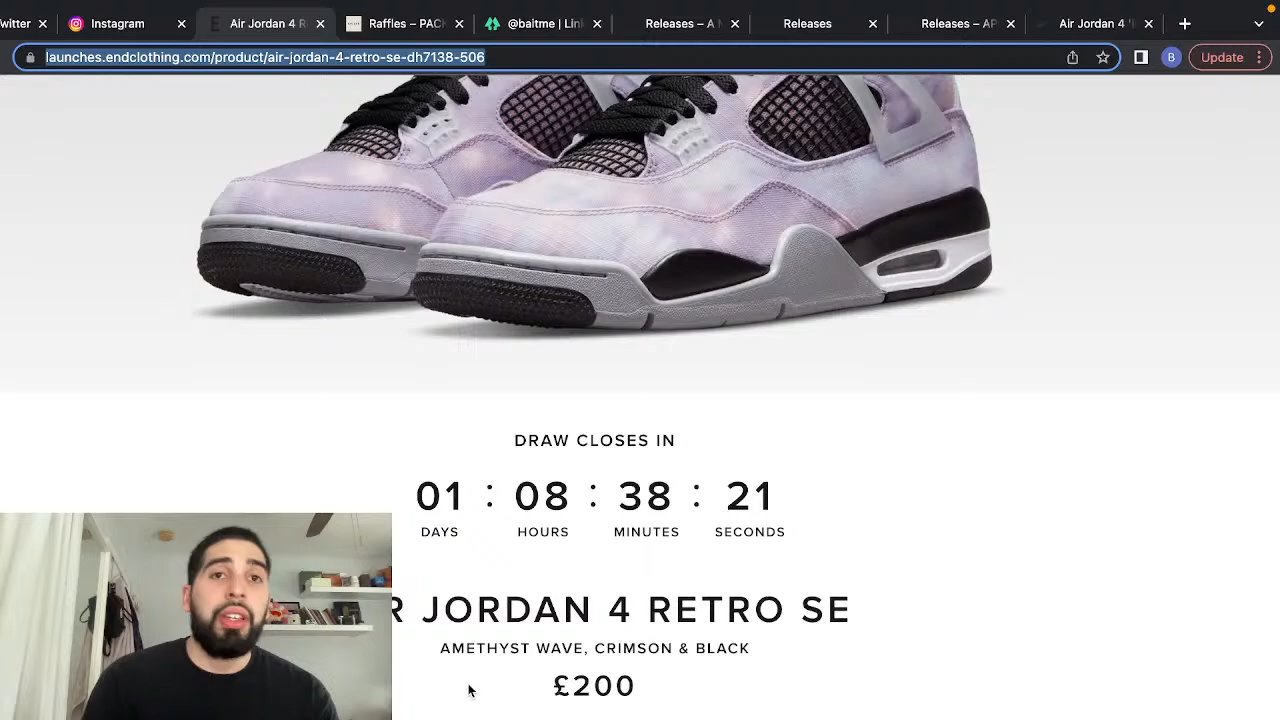 witter
Instagram
Air Jordan 4 R
Raffles – PACK
@baitme | Link
Releases – A N
Releases
Releases – AP
Air Jordan 4 'I
launches.endclothing.com/product/air-jordan-4-retro-se-dh7138-506
B
Update
DRAW CLOSES IN
01 : 08 : 38 : 21
DAYS HOURS MINUTES SECONDS
R JORDAN 4 RETRO SE
AMETHYST WAVE, CRIMSON & BLACK
£200